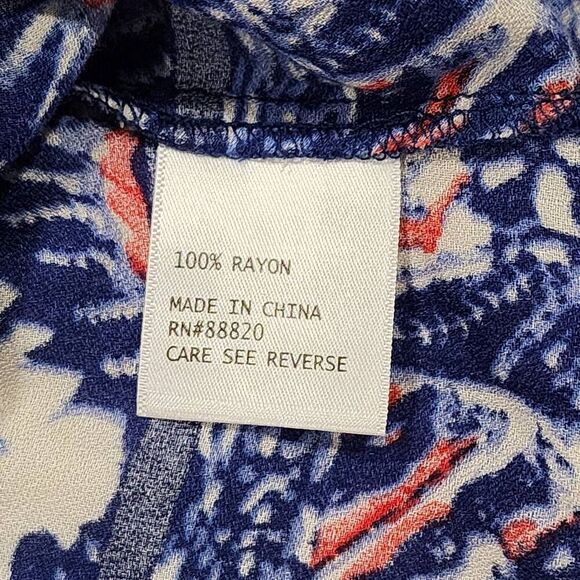 100% RAYON
MADE IN CHINA
RN#88820
CARE SEE REVERSE